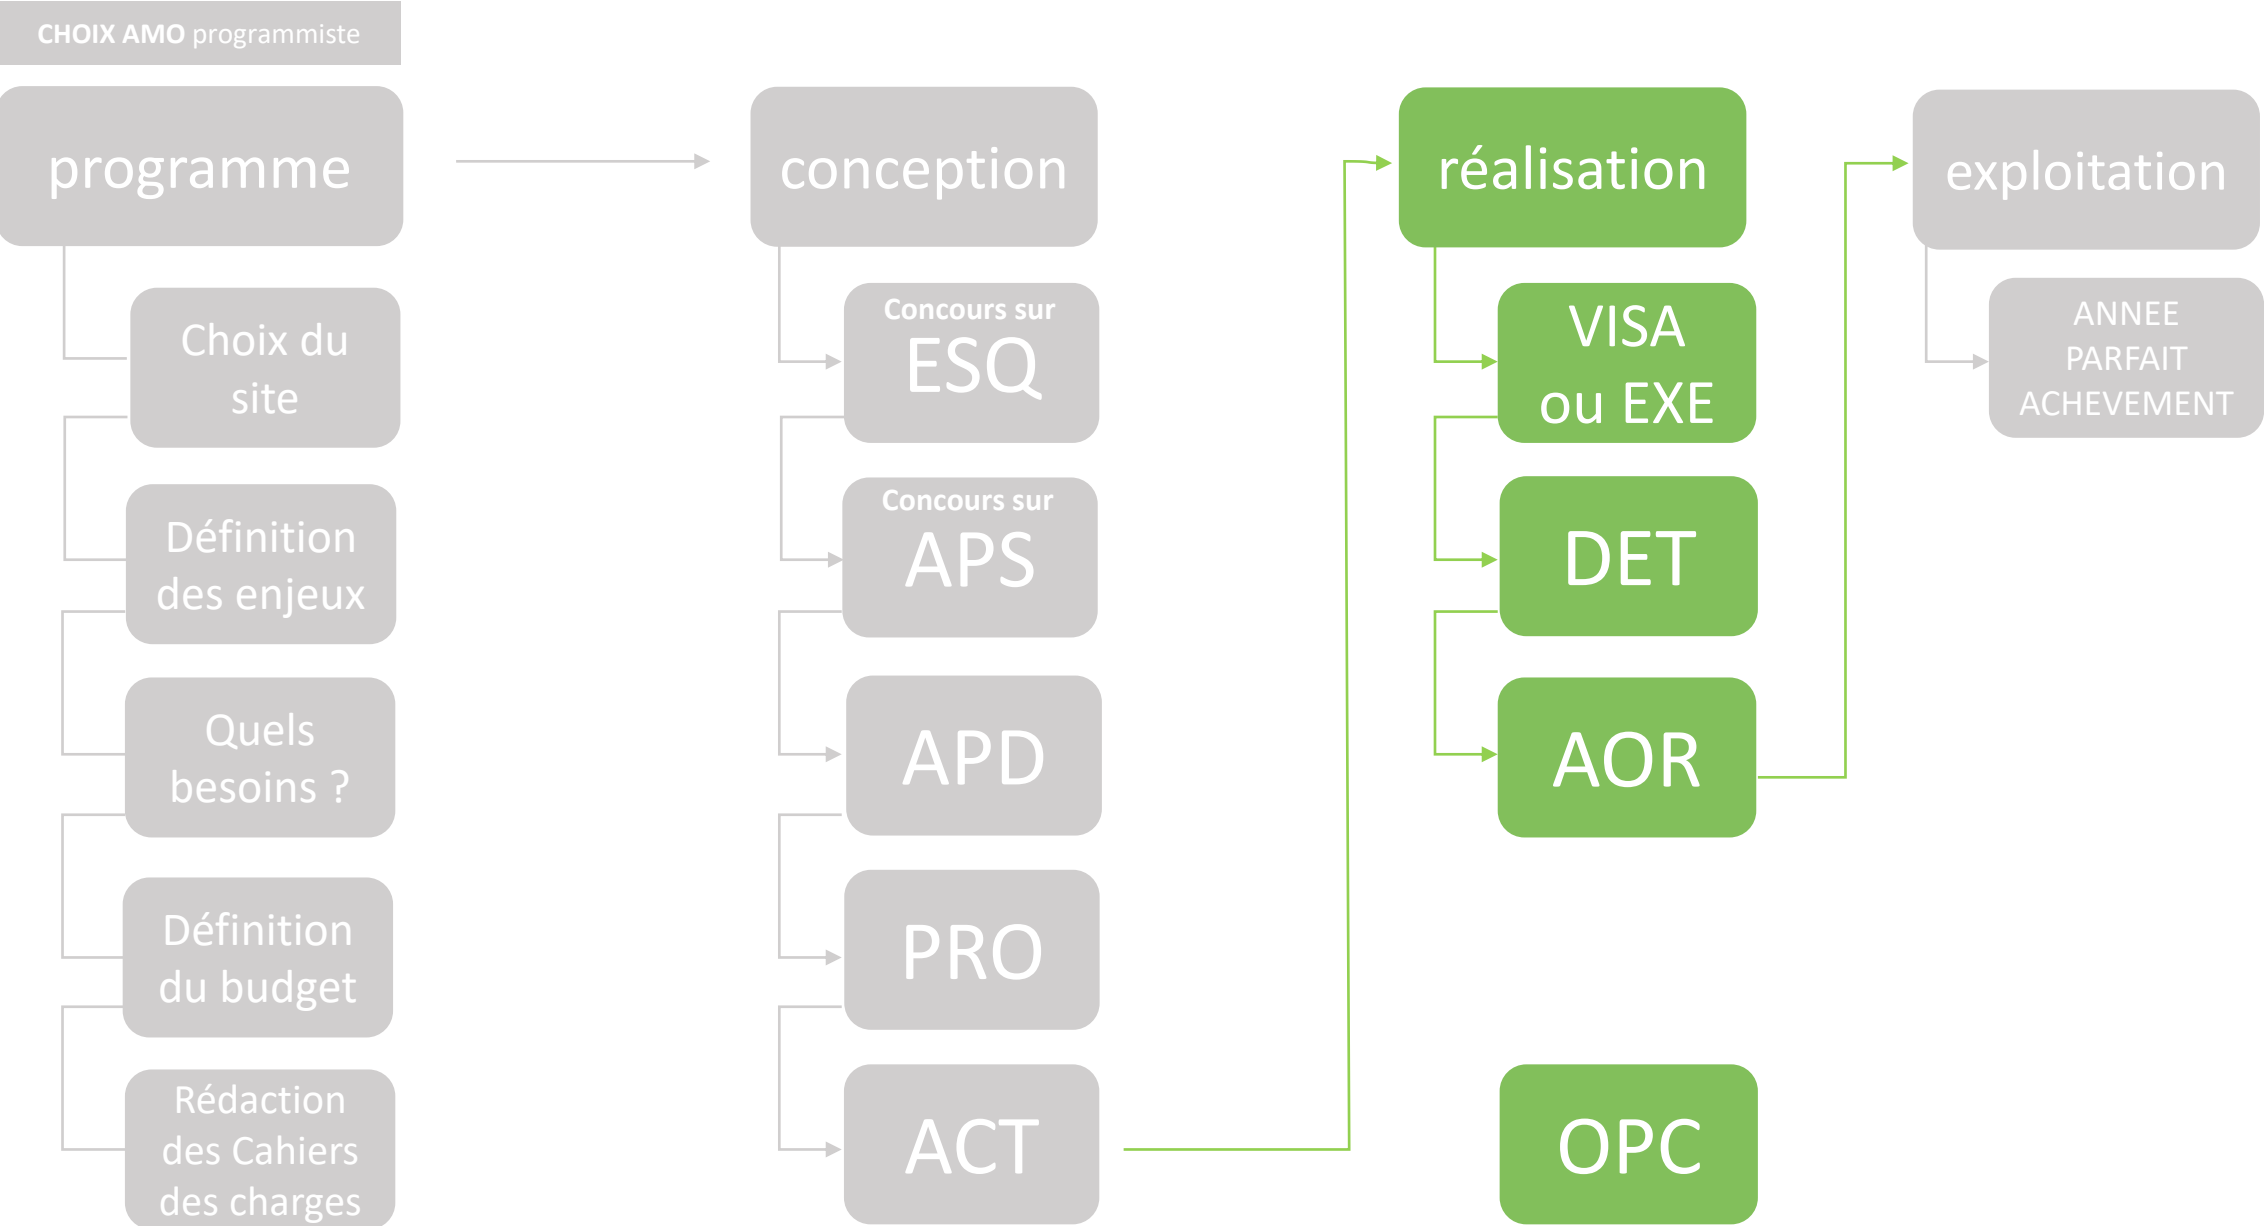 CHOIX AMO programmiste
programme
Choix du
site
Définition
des enjeux
Quels
besoins ?
Définition
du budget
Rédaction
des Cahiers
des charges
conception
Concours sur
ESQ
Concours sur
APS
APD
PRO
ACT
réalisation
VISA
ou EXE
DET
AOR
OPC
exploitation
ANNEE
PARFAIT
ACHEVEMENT